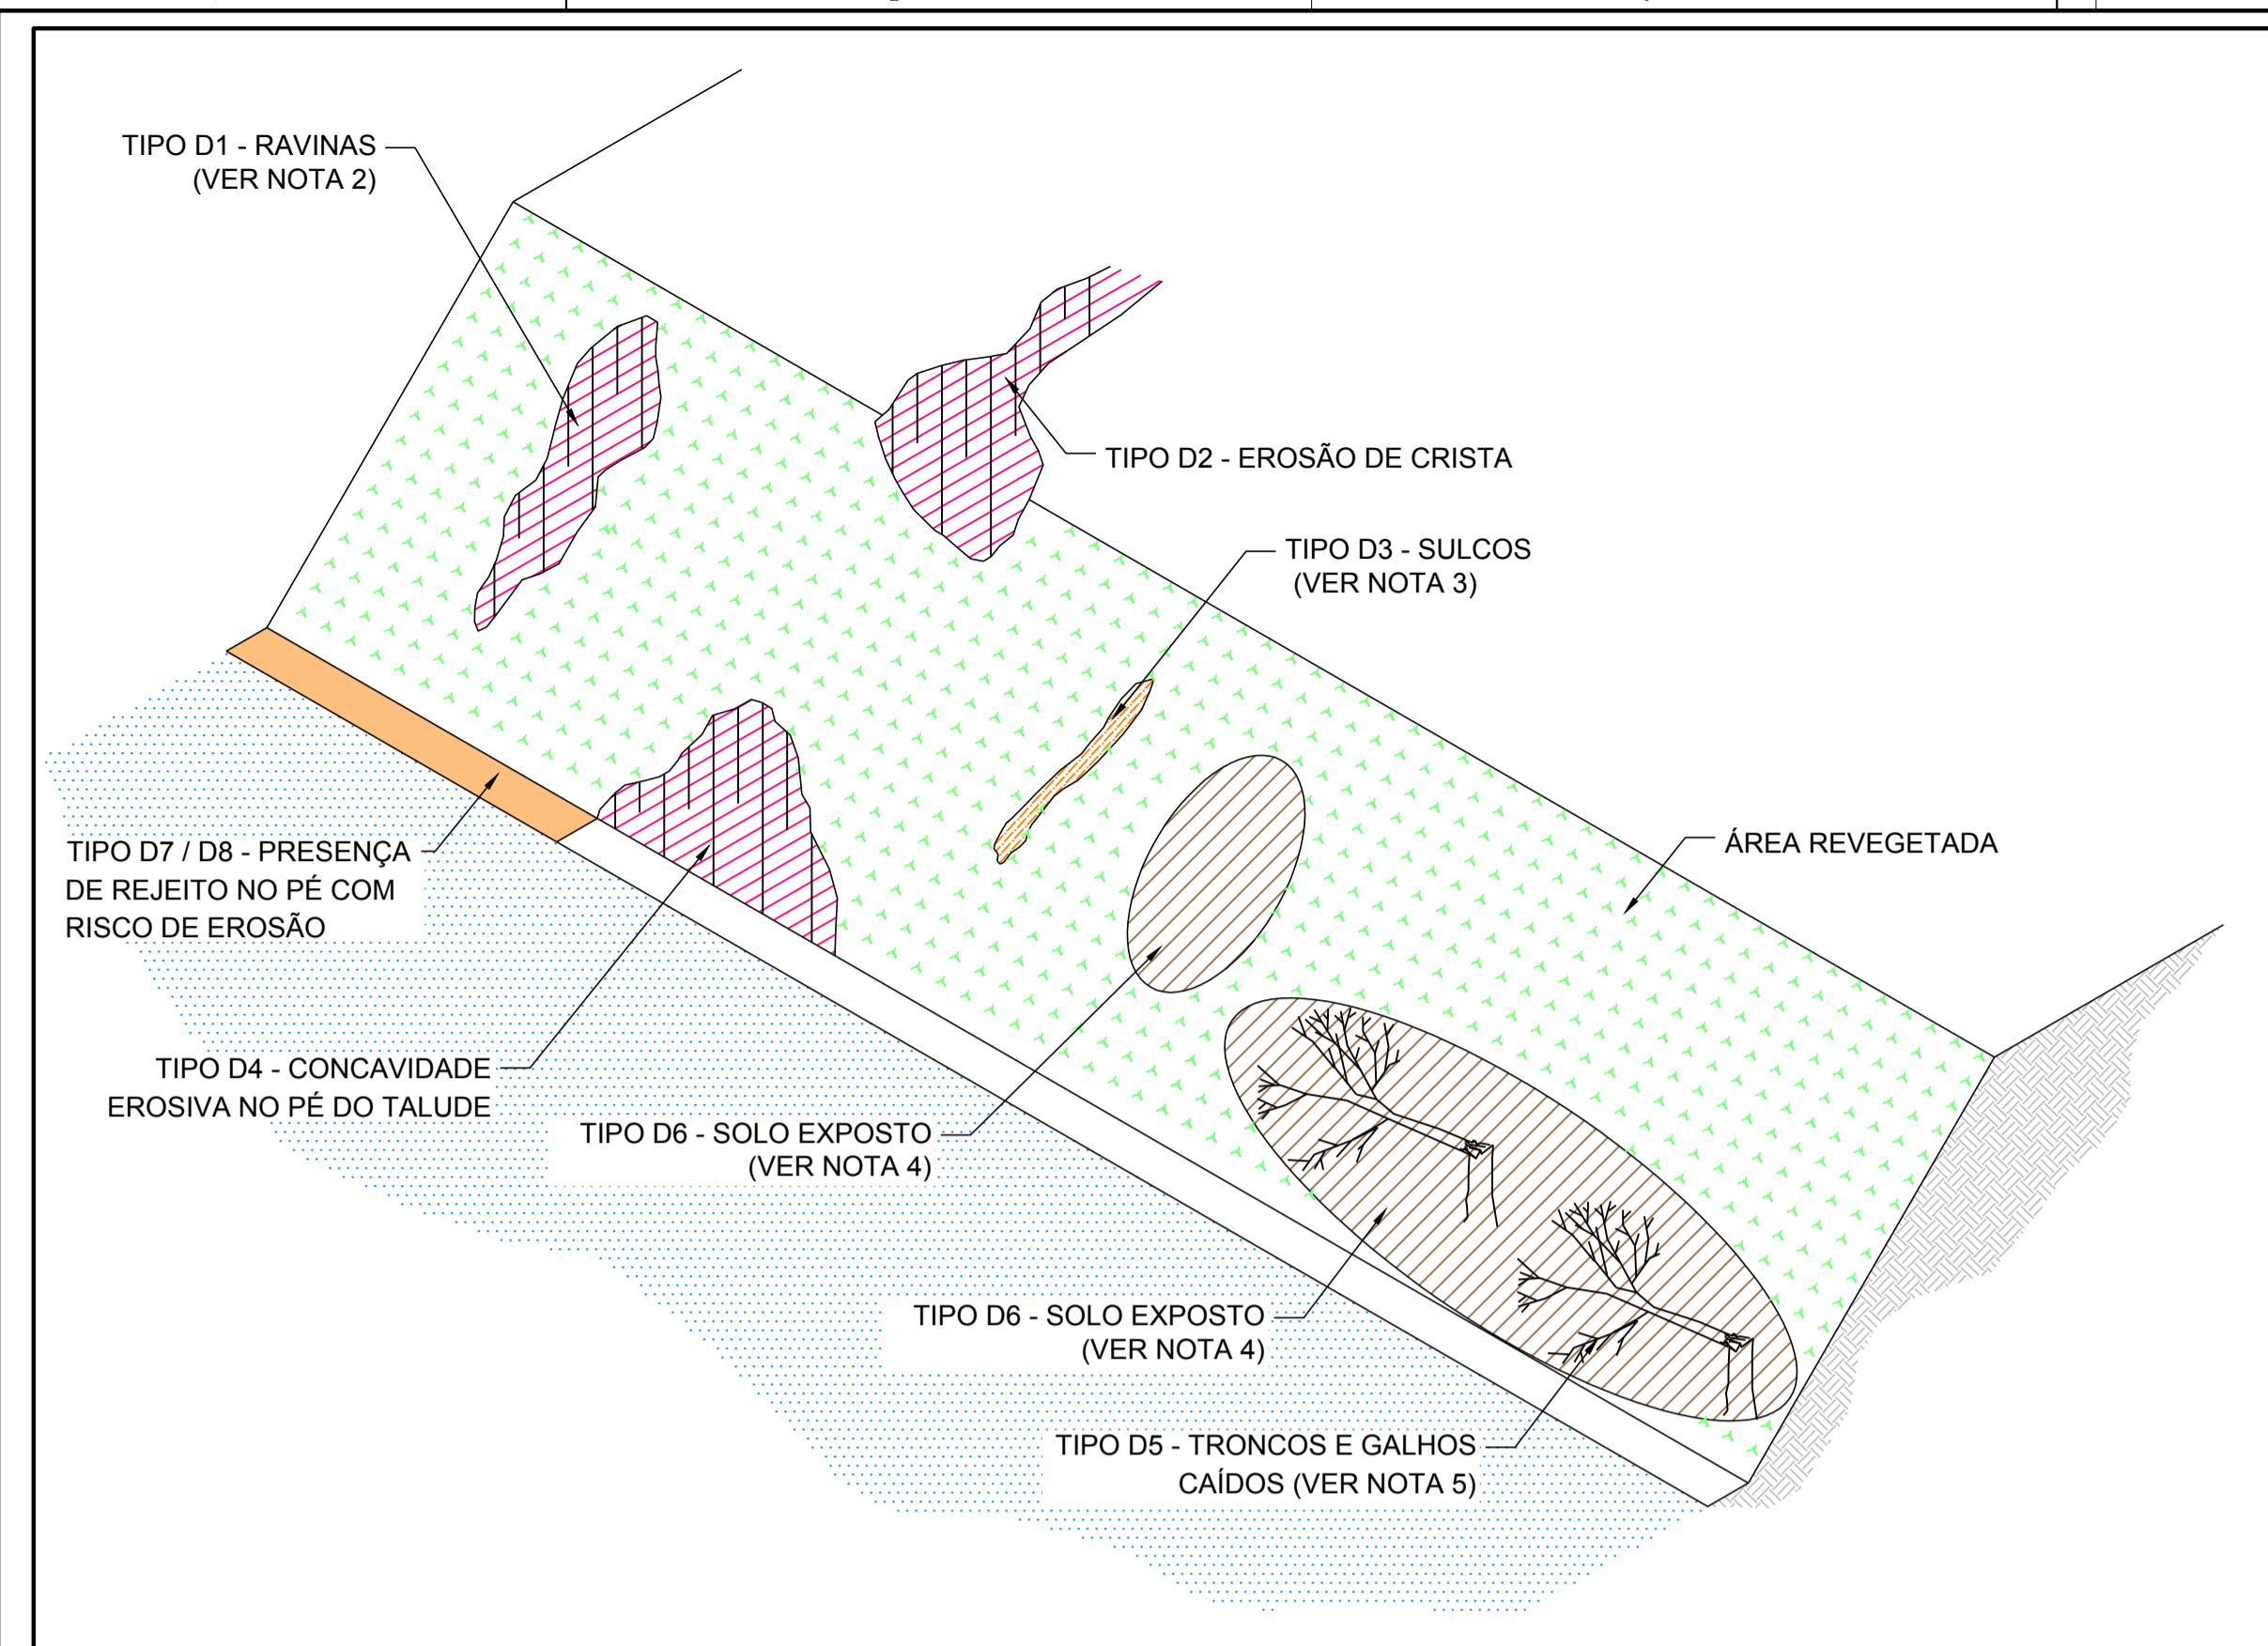 TIPO D1 - RAVINAS
(VER NOTA 2)
TIPO D2 - EROSÃO DE CRISTA
TIPO D3 - SULCOS
(VER NOTA 3)
ÁREA REVEGETADA
TIPO D7 / D8 - PRESENÇA
DE REJEITO NO PÉ COM
RISCO DE EROSÃO
TIPO D4 - CONCAVIDADE
EROSIVA NO PÉ DO TALUDE
TIPO D6 - SOLO EXPOSTO
(VER NOTA 4)
TIPO D6 - SOLO EXPOSTO
(VER NOTA 4)
TIPO D5 - TRONCOS E GALHOS
CAÍDOS (VER NOTA 5)